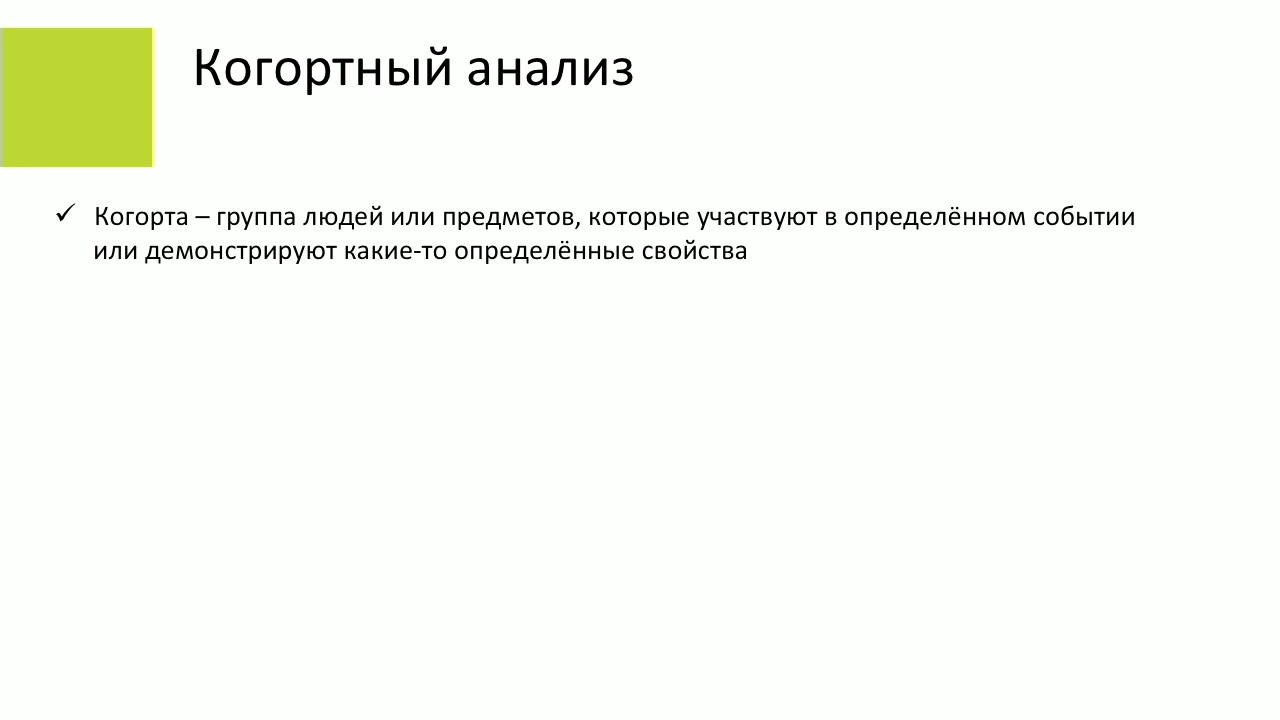 Когортный анализ
✓ Когорта – группа людей или предметов, которые участвуют в определённом событии
или демонстрируют какие-то определённые свойства